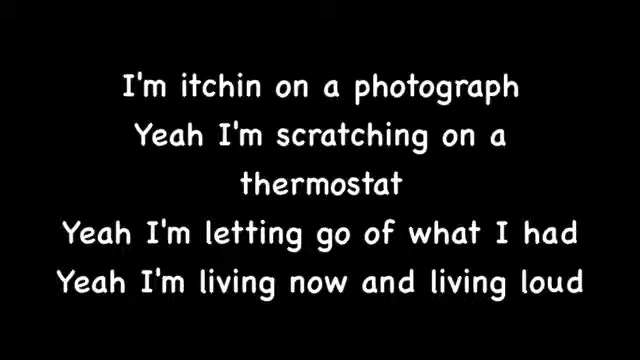 I'm itchin on a photograph
Yeah I'm scratching on a
thermostat
Yeah I'm letting go of what I had
Yeah I'm living now and living loud